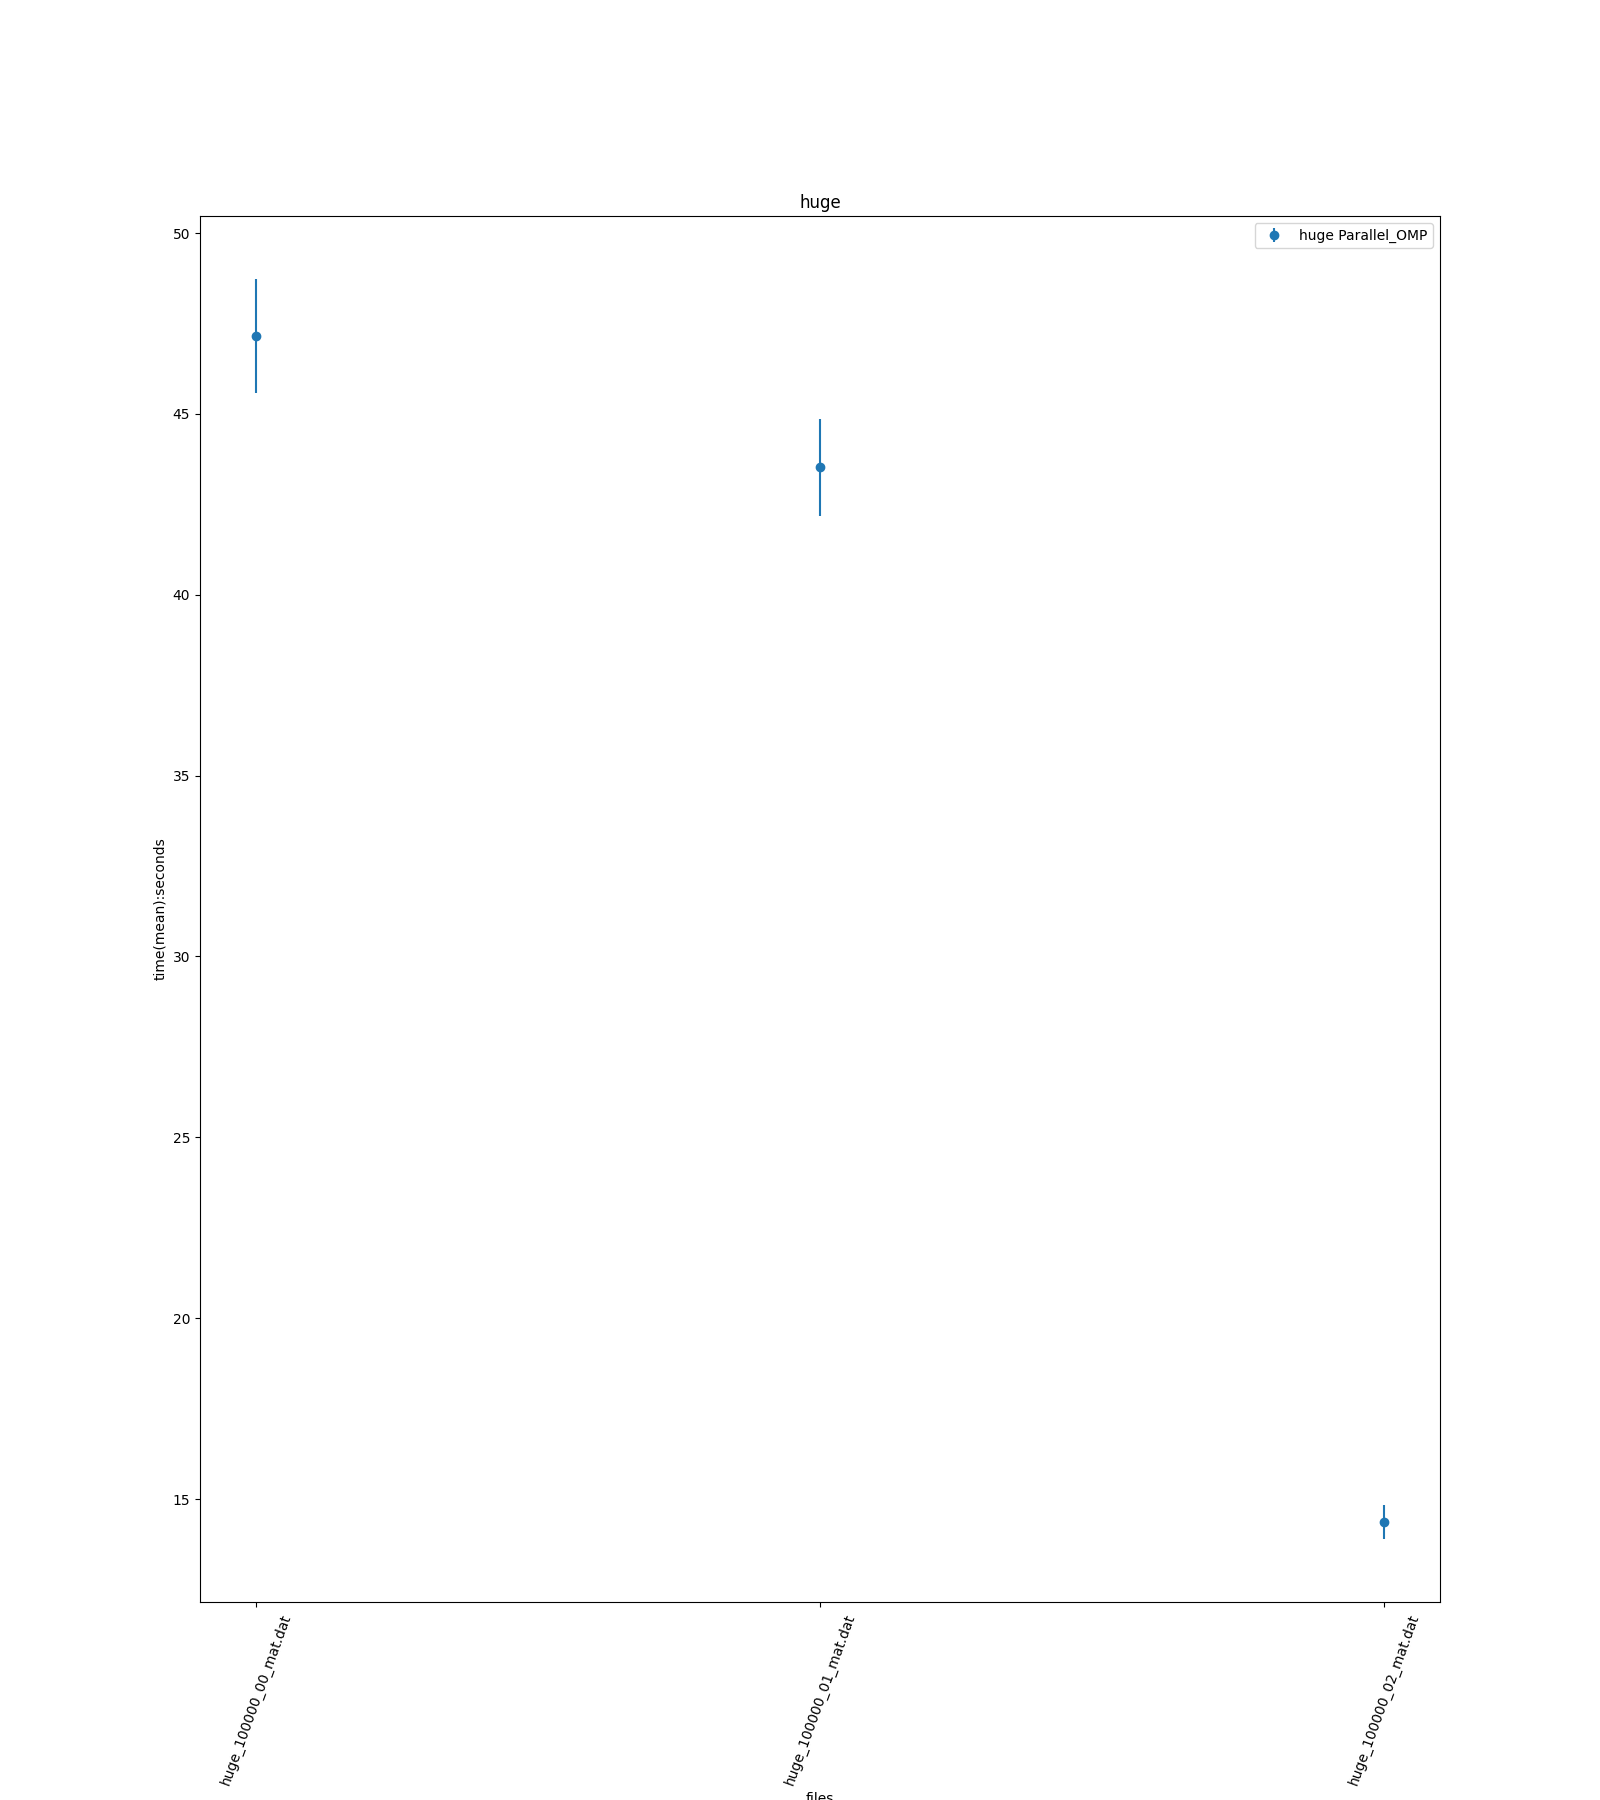 huge
huge Parallel_OMP
50
45
40
35
30
25
20
15
time(mean):seconds
huge_100000_00_mat.dat
huge_100000_01_mat.dat
huge_100000_02_mat.dat
files